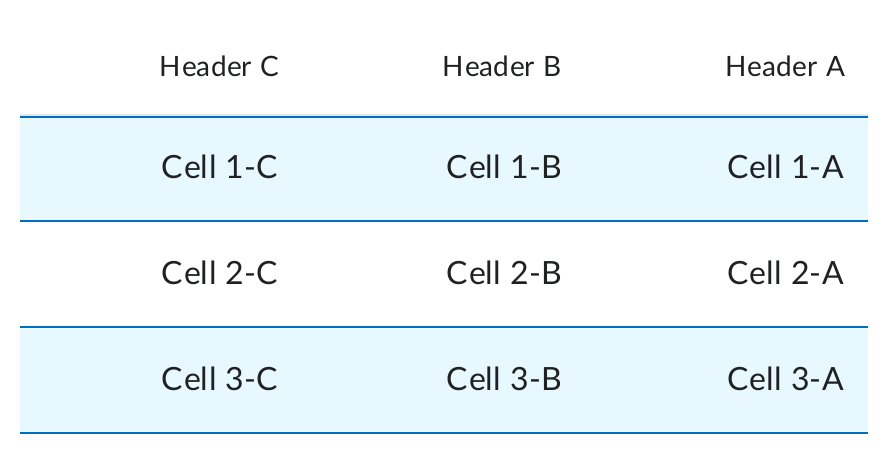 Header C Header B Header A
Cell 1-C Cell 1-B Cell 1-A
Cell 2-C Cell 2-B Cell 2-A
Cell 3-C Cell 3-B Cell 3-A